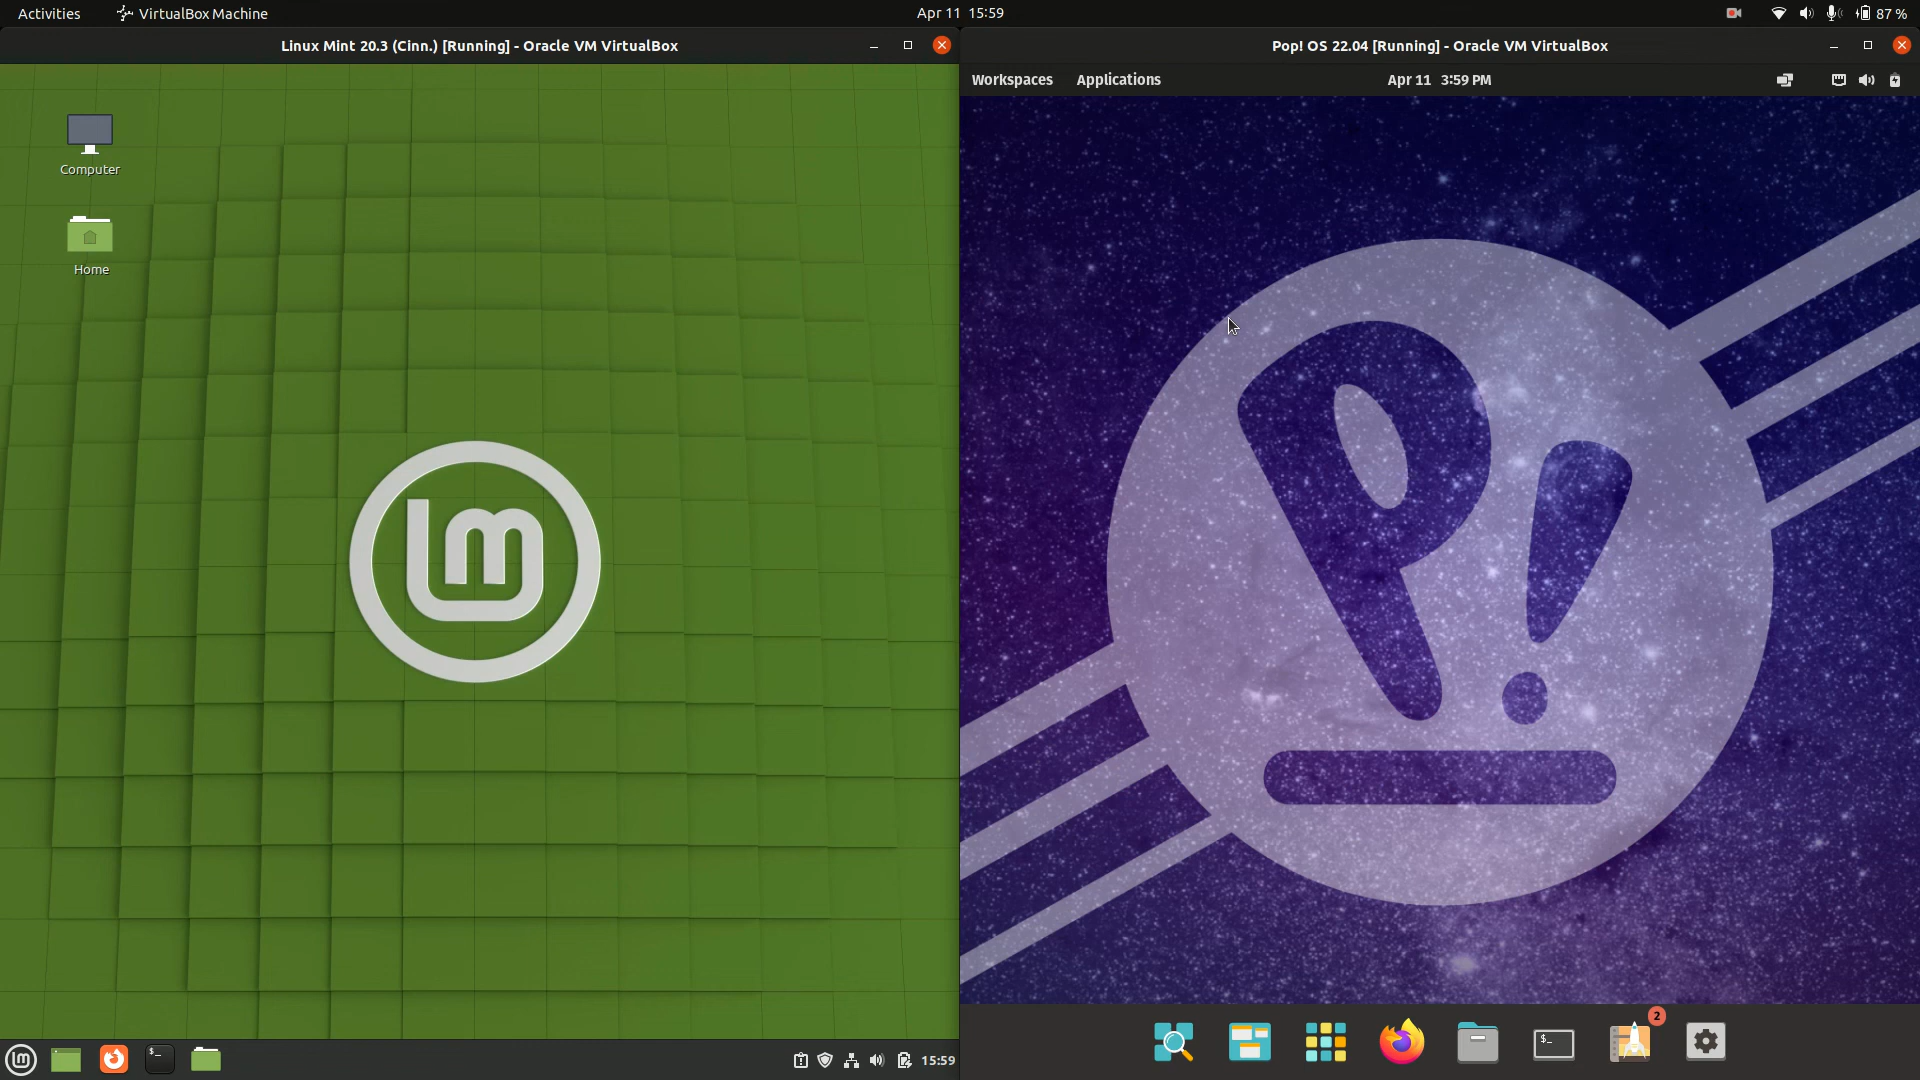 Activities VirtualBox Machine Apr 11 15:59 87 %
Linux Mint 20.3 (Cinn.) [Running] - Oracle VM VirtualBox
Computer
Home
lm
15:59
Pop! OS 22.04 [Running] - Oracle VM VirtualBox
Workspaces Applications Apr 11 3:59 PM
P!
$_
2